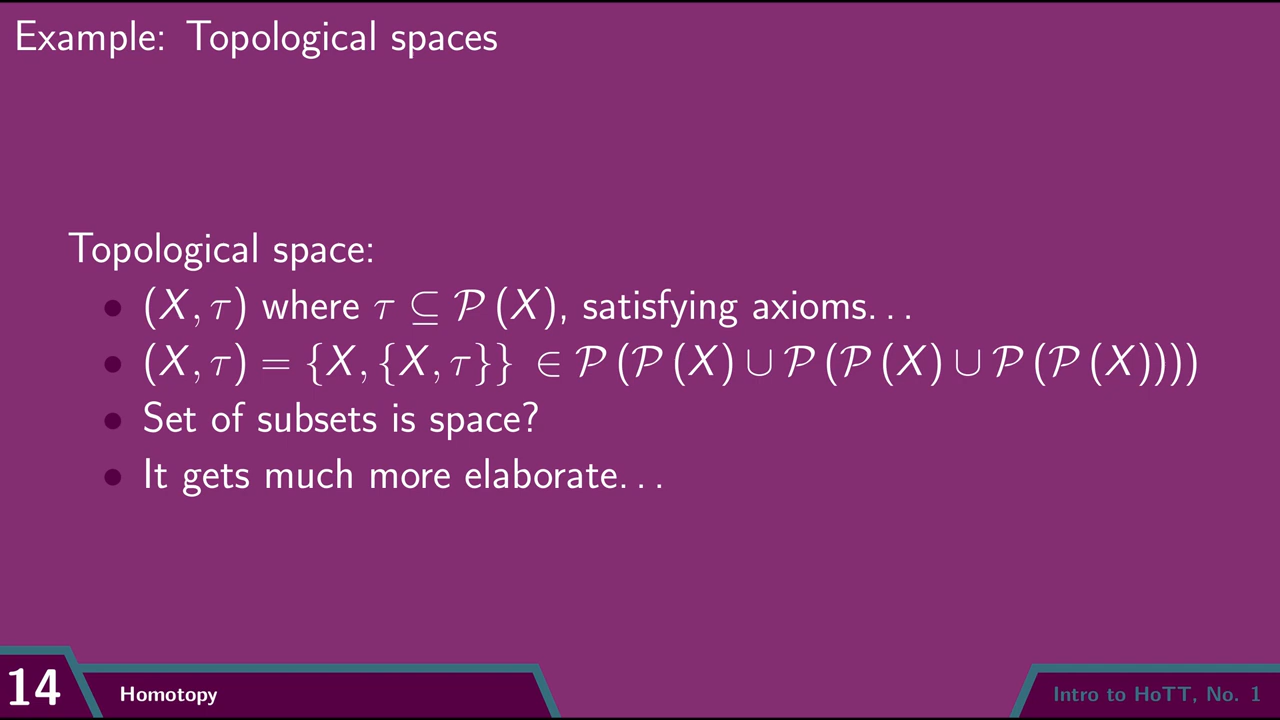 Example: Topological spaces
Topological space:
• (X, τ) where τ ⊆ 𝒫 (X), satisfying axioms. . .
• (X, τ) = {X, {X, τ}} ∈ 𝒫 (𝒫 (X) ∪ 𝒫 (𝒫 (X) ∪ 𝒫 (𝒫 (X))))
• Set of subsets is space?
• It gets much more elaborate. . .
14
Homotopy
Intro to HoTT, No. 1